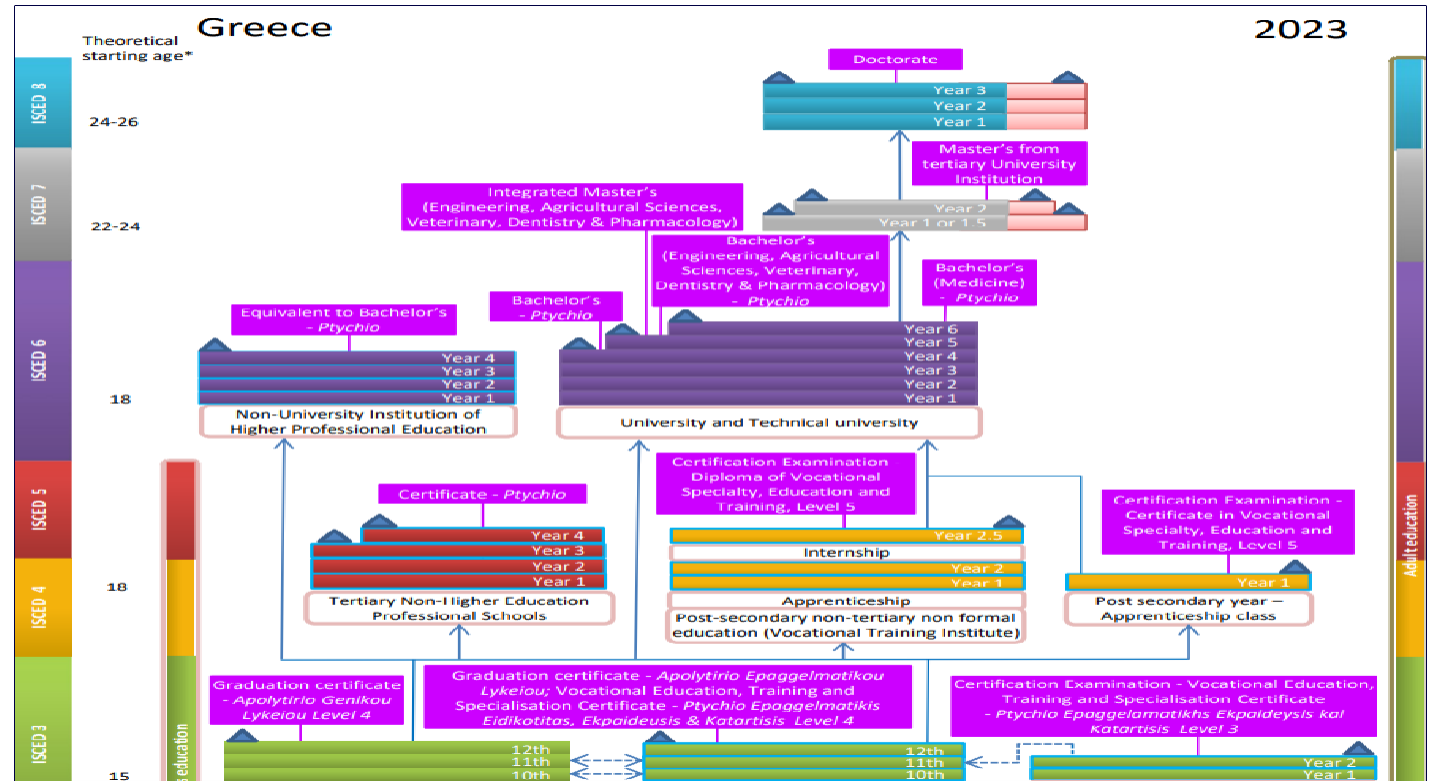 Greece
2023
Theoretical
starting age*
Doctorate
ISCED 8
Year 3
Year 2
Year 1
24-26
Master's from
tertiary University
Institution
ISCED 7
Integrated Master's
(Engineering, Agricultural Sciences,
Veterinary, Dentistry & Pharmacology)
Year 2
Year 1 or 1.5
22-24
Bachelor's
(Engineering, Agricultural
Sciences, Veterinary,
Dentistry & Pharmacology)
- Ptychio
Bachelor's
(Medicine)
- Ptychio
Bachelor's
- Ptychio
Equivalent to Bachelor's
- Ptychio
ISCED 6
Year 6
Year 5
Year 4
Year 3
Year 2
Year 1
Year 4
Year 3
Year 2
Year 1
18
Non-University Institution of
Higher Professional Education
University and Technical university
ISCED 5
Certification Examination
Diploma of Vocational
Specialty, Education and
Training, Level 5
Certificate - Ptychio
Certification Examination -
Certificate in Vocational
Specialty, Education and
Training, Level 5
Adult education
Year 4
Year 3
Year 2
Year 1
Year 2.5
Internship
Year 2
Year 1
Year 1
ISCED 4
18
Tertiary Non-Higher Education
Professional Schools
Apprenticeship
Post-secondary non-tertiary non formal
education (Vocational Training Institute)
Post secondary year –
Apprenticeship class
ISCED 3
Graduation certificate
- Apolytirio Genikou
Lykeiou Level 4
Graduation certificate - Apolytirio Epaggelmatikou
Lykeiou; Vocational Education, Training and
Specialisation Certificate - Ptychio Epaggelmatikis
Eidikotitas, Ekpaideusis & Katartisis Level 4
Certification Examination - Vocational Education,
Training and Specialisation Certificate
- Ptychio Epaggelamatikhs Ekpaideysis kai
Katartisis Level 3
s education
12th
11th
10th
12th
11th
10th
Year 2
Year 1
15